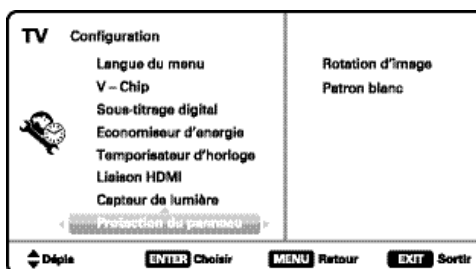 TV Configuration
Langue du menu
V – Chip
Sous-titrage digital
Economiseur d'energie
Temporisateur d'horloge
Liaison HDMI
Capteur de lumière
Protection du panneau
Rotation d'image
Patron blanc
Dépla ENTER Choisir MENU Retour EXIT Sortir